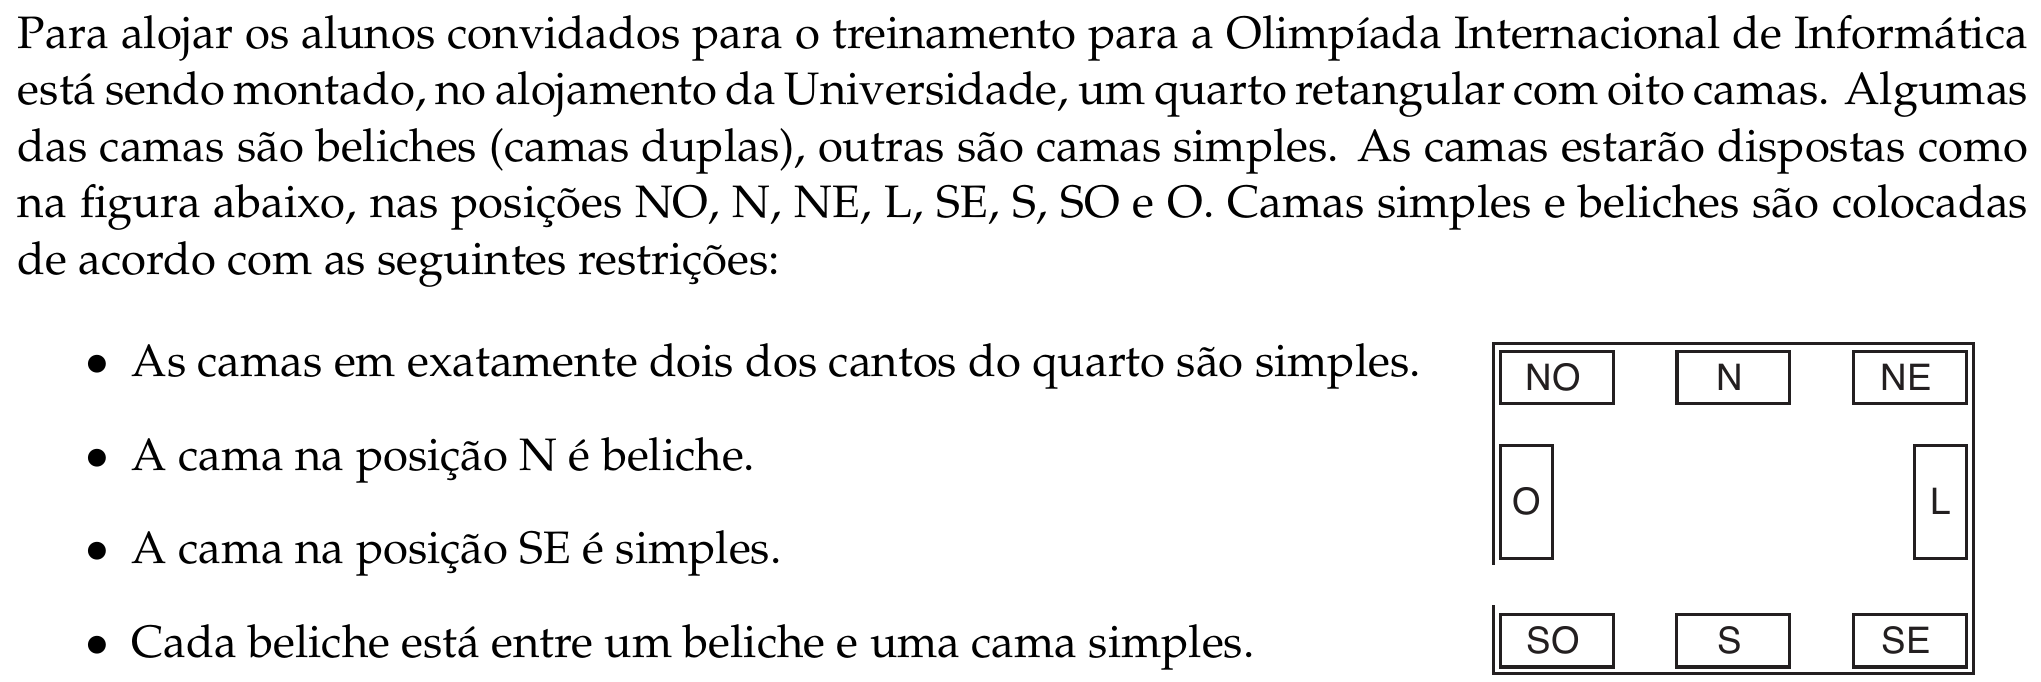 Para alojar os alunos convidados para o treinamento para a Olimpíada Internacional de Informática
está sendo montado, no alojamento da Universidade, um quarto retangular com oito camas. Algumas
das camas são beliches (camas duplas), outras são camas simples. As camas estarão dispostas como
na figura abaixo, nas posições NO, N, NE, L, SE, S, SO e O. Camas simples e beliches são colocadas
de acordo com as seguintes restrições:
• As camas em exatamente dois dos cantos do quarto são simples.
• A cama na posição N é beliche.
• A cama na posição SE é simples.
• Cada beliche está entre um beliche e uma cama simples.
NO N NE
O L
SO S SE